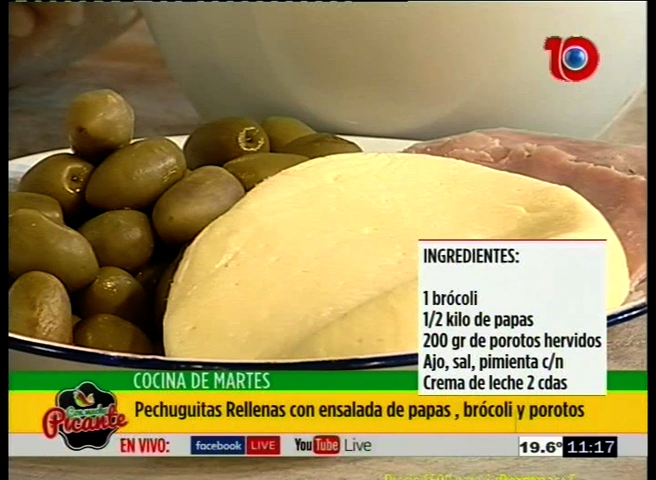 10
INGREDIENTES:
1 brócoli
1/2 kilo de papas
200 gr de porotos hervidos
Ajo, sal, pimienta c/n
Crema de leche 2 cdas
COCINA DE MARTES
Con mucho
Picante
Pechuguitas Rellenas con ensalada de papas , brócoli y porotos
EN VIVO: facebook LIVE YouTube Live 19.6° 11:17